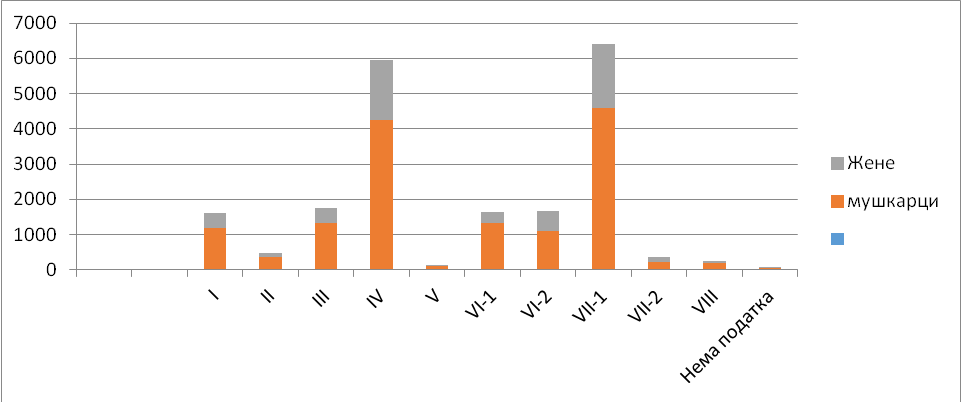 7000
6000
5000
4000
3000
2000
1000
0
I
II
III
IV
V
VI-1
VI-2
VII-1
VII-2
VIII
Нема податка
Жене
мушкарци